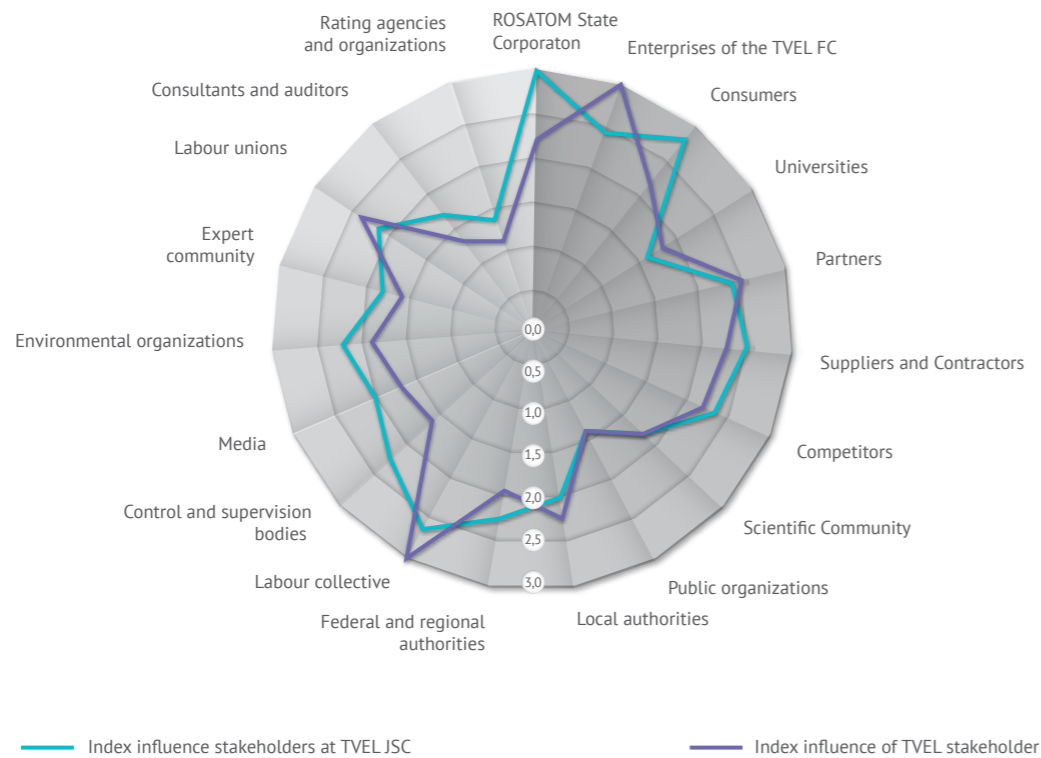 Rating agencies
and organizations
ROSATOM State
Corporaton
Enterprises of the TVEL FC
Consultants and auditors
Consumers
Labour unions
Universities
Expert
community
Partners
Environmental organizations
Suppliers and Contractors
0,0
0,5
1,0
1,5
2,0
2,5
3,0
Media
Competitors
Control and supervision
bodies
Scientific Community
Labour collective
Public organizations
Federal and regional
authorities
Local authorities
Index influence stakeholders at TVEL JSC
Index influence of TVEL stakeholder